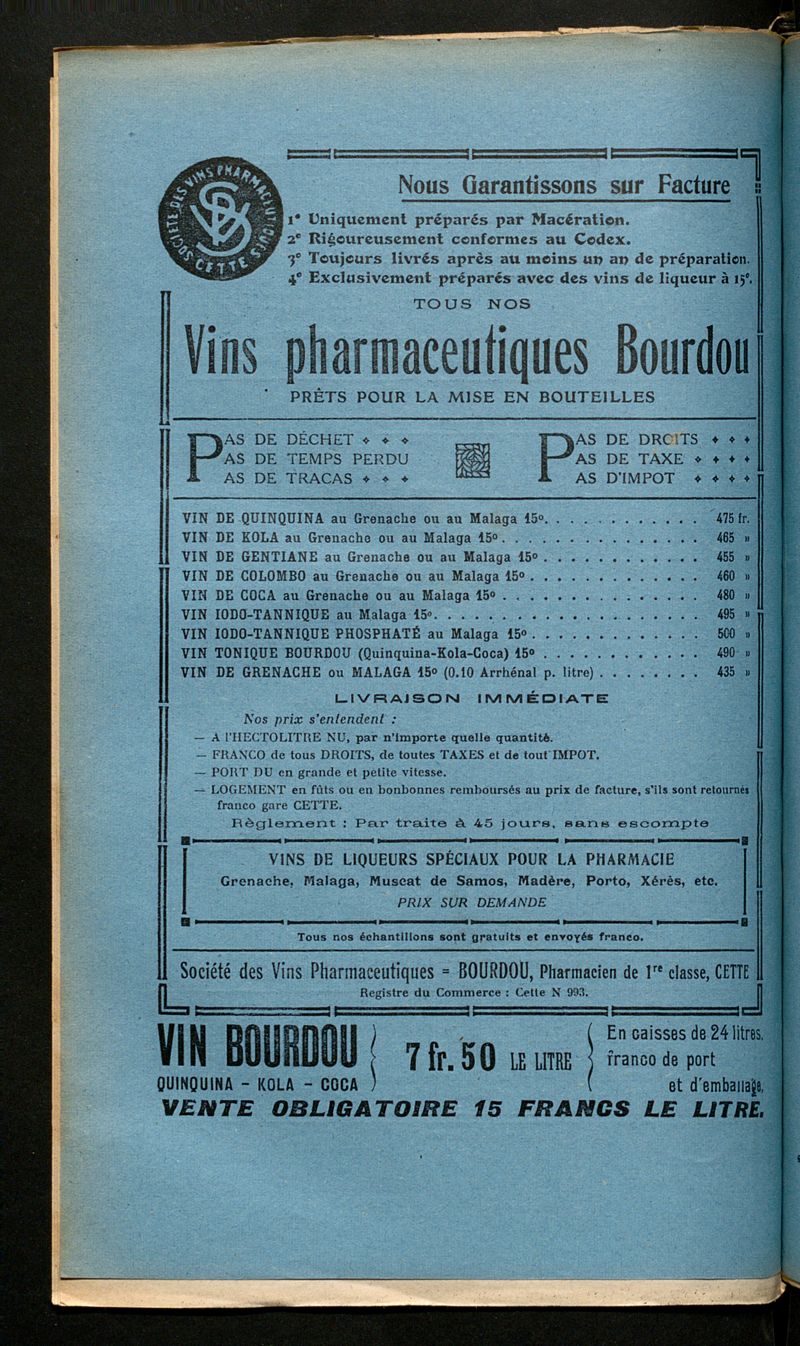 SOCIETE DES VINS PHARMACEUTIQUES
CETTE
Nous Garantissons sur Facture
1° Uniquement préparés par Macération.
2° Rigoureusement conformes au Codex.
3° Toujours livrés après au moins un an de préparation.
4° Exclusivement préparés avec des vins de liqueur à 15°.
TOUS NOS
Vins pharmaceutiques Bourdou
PRÊTS POUR LA MISE EN BOUTEILLES
PAS DE DÉCHET
PAS DE TEMPS PERDU
PAS DE TRACAS
PAS DE DROITS
PAS DE TAXE
PAS D'IMPOT
VIN DE QUINQUINA au Grenache ou au Malaga 15°. . . . . . . . . . . . 475 fr.
VIN DE KOLA au Grenache ou au Malaga 15° . . . . . . . . . . . . . . . 465 »
VIN DE GENTIANE au Grenache ou au Malaga 15° . . . . . . . . . . . . 455 »
VIN DE COLOMBO au Grenache ou au Malaga 15° . . . . . . . . . . . . . 460 »
VIN DE COCA au Grenache ou au Malaga 15° . . . . . . . . . . . . . . . 480 »
VIN IODO-TANNIQUE au Malaga 15°. . . . . . . . . . . . . . . . . . . . 495 »
VIN IODO-TANNIQUE PHOSPHATÉ au Malaga 15° . . . . . . . . . . . . . 500 »
VIN TONIQUE BOURDOU (Quinquina-Kola-Coca) 15° . . . . . . . . . . . . 490 »
VIN DE GRENACHE ou MALAGA 15° (0.10 Arrhénal p. litre) . . . . . . . . 435 »
LIVRAISON IMMÉDIATE
Nos prix s'entendent :
— A l'HECTOLITRE NU, par n'importe quelle quantité.
— FRANCO de tous DROITS, de toutes TAXES et de tout IMPOT.
— PORT DU en grande et petite vitesse.
— LOGEMENT en fûts ou en bonbonnes remboursés au prix de facture, s'ils sont retournés
franco gare CETTE.
Règlement : Par traite à 45 jours, sans escompte
VINS DE LIQUEURS SPÉCIAUX POUR LA PHARMACIE
Grenache, Malaga, Muscat de Samos, Madère, Porto, Xérès, etc.
PRIX SUR DEMANDE
Tous nos échantillons sont gratuits et envoyés franco.
Société des Vins Pharmaceutiques = BOURDOU, Pharmacien de 1re classe, CETTE
Registre du Commerce : Cette N 993.
VIN BOURDOU
QUINQUINA - KOLA - COCA
7 fr. 50 LE LITRE
En caisses de 24 litres,
franco de port
et d'emballage,
VENTE OBLIGATOIRE 15 FRANCS LE LITRE.